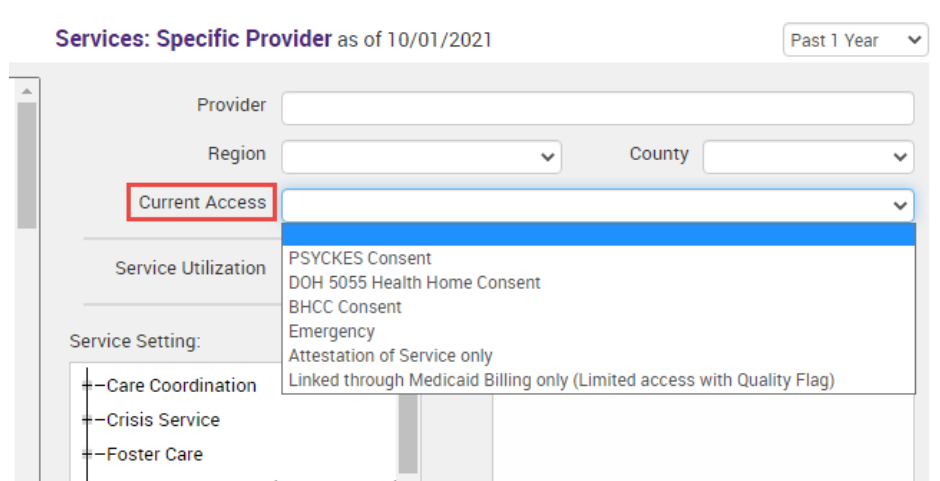 Services: Specific Provider as of 10/01/2021 Past 1 Year
Provider
Region County
Current Access
PSYCKES Consent
DOH 5055 Health Home Consent
BHCC Consent
Emergency
Attestation of Service only
Linked through Medicaid Billing only (Limited access with Quality Flag)
Service Utilization
Service Setting:
Care Coordination
Crisis Service
Foster Care